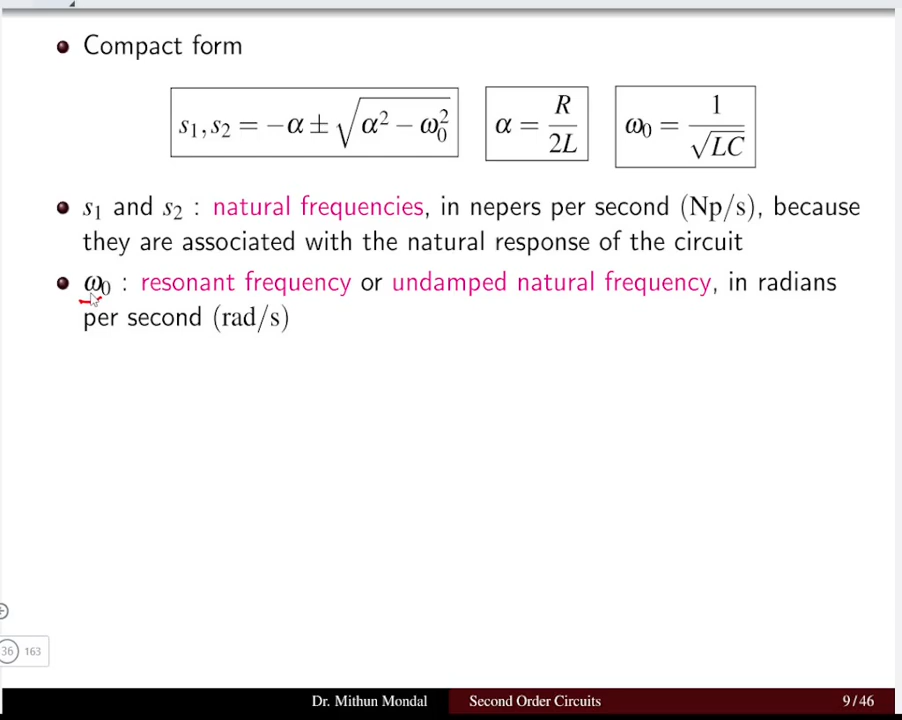 Compact form
s₁, s₂ = −α ± √(α² − ω₀²)   α = R/2L   ω₀ = 1/√LC
s₁ and s₂ : natural frequencies, in nepers per second (Np/s), because
they are associated with the natural response of the circuit
ω₀ : resonant frequency or undamped natural frequency, in radians
per second (rad/s)
36 163
Dr. Mithun Mondal Second Order Circuits 9/46